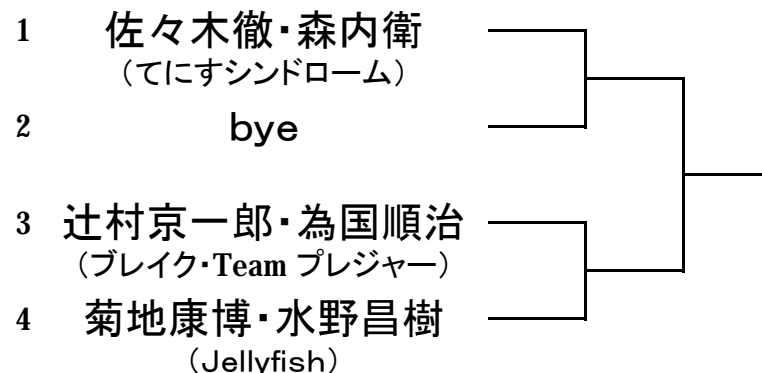 1 佐々木徹・森内衛
（てにすシンドローム）
2 bye
3 辻村京一郎・為国順治
（ブレイク・Team プレジャー）
4 菊地康博・水野昌樹
（Jellyfish）